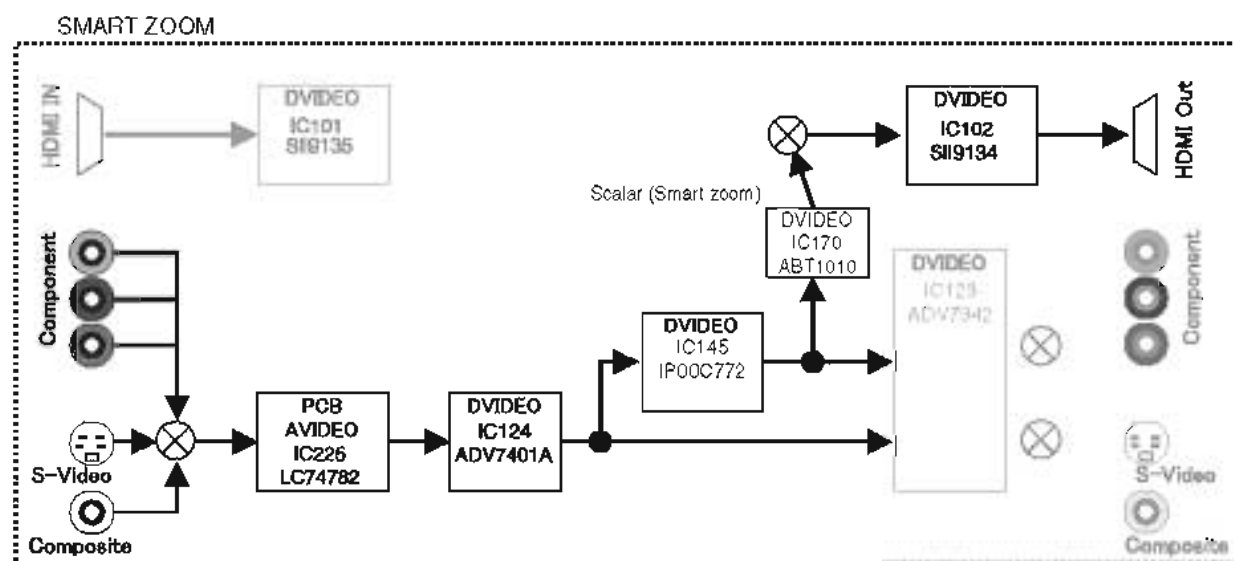 SMART ZOOM
HDMI IN
DVIDEO
IC101
SII9135
DVIDEO
IC102
SII9134
HDMI Out
Scalar (Smart zoom)
DVIDEO
IC170
ABT1010
Component
DVIDEO
IC123
ADV7342
Component
DVIDEO
IC145
IP00C772
PCB
AVIDEO
IC225
LC74782
DVIDEO
IC124
ADV7401A
S-Video
Composite
S-Video
Composite